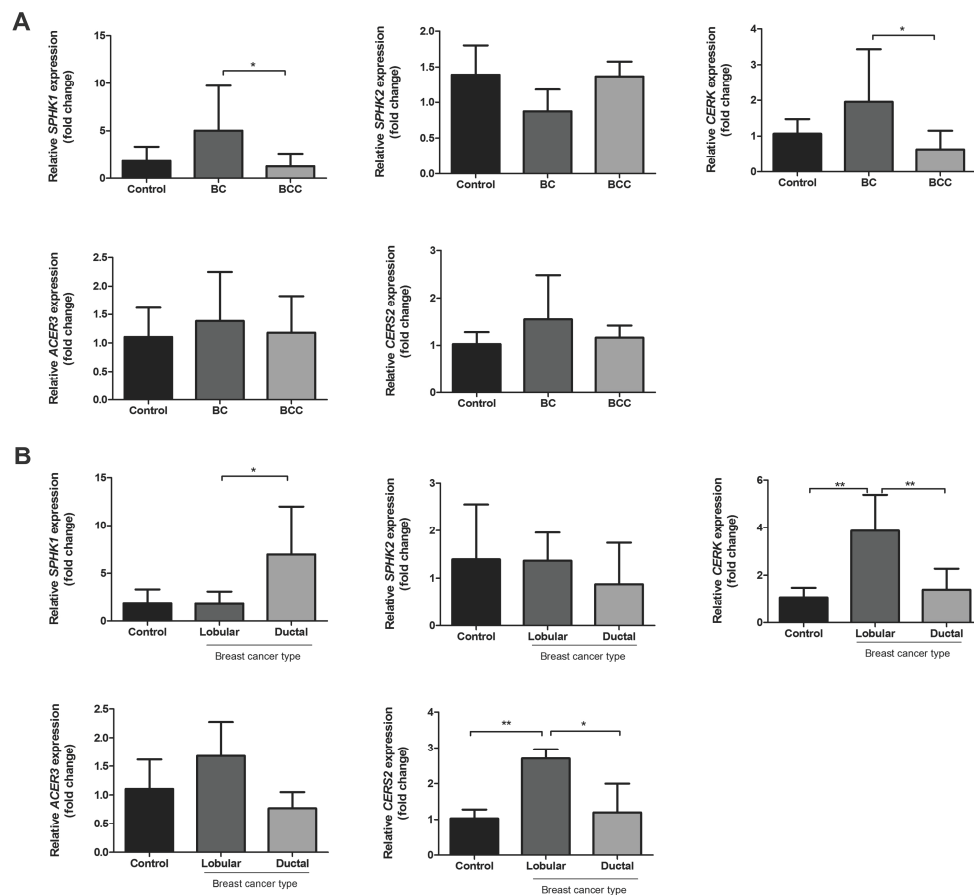 A
Relative SPHK1 expression
(fold change)
15
10
5
0
*
Control
BC
BCC
Relative SPHK2 expression
(fold change)
2.0
1.5
1.0
0.5
0.0
Control
BC
BCC
Relative CERK expression
(fold change)
4
3
2
1
0
*
Control
BC
BCC
Relative ACER3 expression
(fold change)
2.5
2.0
1.5
1.0
0.5
0.0
Control
BC
BCC
Relative CERS2 expression
(fold change)
3
2
1
0
Control
BC
BCC
B
Relative SPHK1 expression
(fold change)
15
10
5
0
*
Control
Lobular
Ductal
Breast cancer type
Relative SPHK2 expression
(fold change)
3
2
1
0
Control
Lobular
Ductal
Breast cancer type
Relative CERK expression
(fold change)
6
4
2
0
**
**
Control
Lobular
Ductal
Breast cancer type
Relative ACER3 expression
(fold change)
2.5
2.0
1.5
1.0
0.5
0.0
Control
Lobular
Ductal
Breast cancer type
Relative CERS2 expression
(fold change)
4
3
2
1
0
**
*
Control
Lobular
Ductal
Breast cancer type